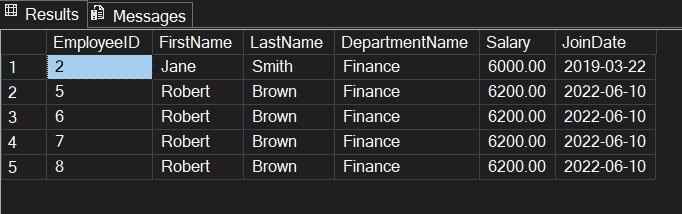 Results Messages
EmployeeID FirstName LastName DepartmentName Salary JoinDate
1 2 Jane Smith Finance 6000.00 2019-03-22
2 5 Robert Brown Finance 6200.00 2022-06-10
3 6 Robert Brown Finance 6200.00 2022-06-10
4 7 Robert Brown Finance 6200.00 2022-06-10
5 8 Robert Brown Finance 6200.00 2022-06-10